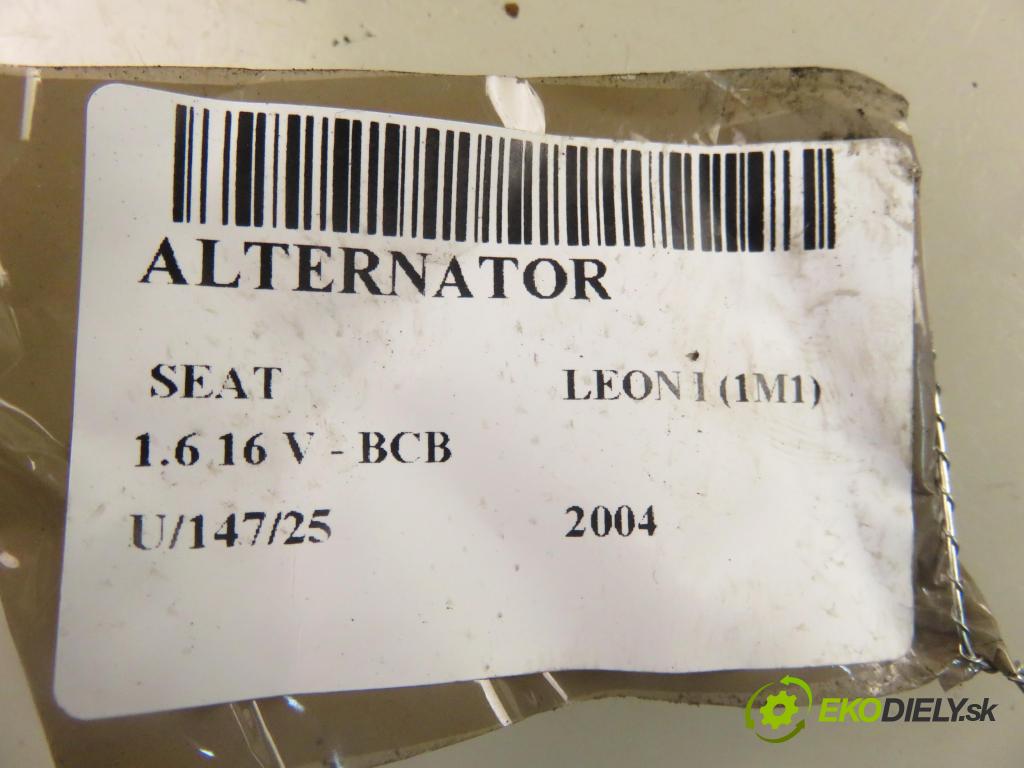 ALTERNATOR
SEAT LEON I (1M1)
1.6 16 V - BCB
U/147/25 2004
EKODIELY.sk